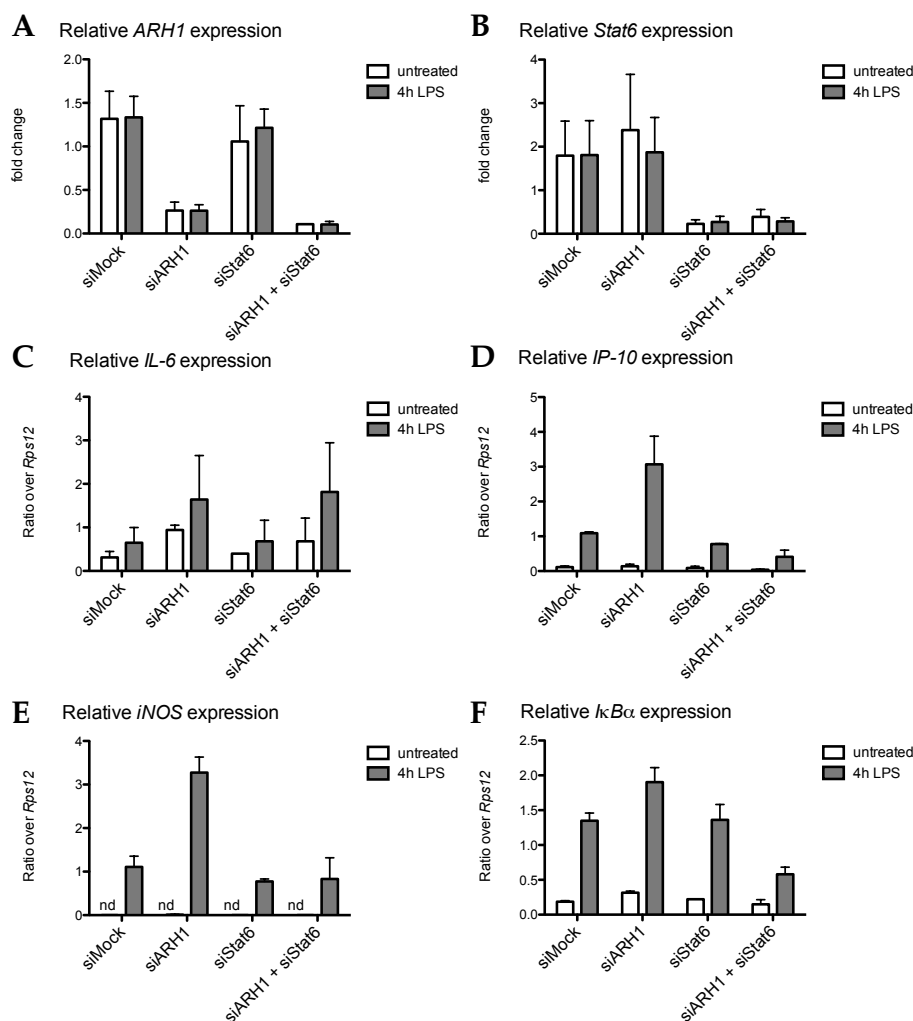 A Relative ARH1 expression
fold change
2.0
1.5
1.0
0.5
0.0
untreated
4h LPS
siMock
siARH1
siStat6
siARH1 + siStat6
B Relative Stat6 expression
fold change
4
3
2
1
0
untreated
4h LPS
siMock
siARH1
siStat6
siARH1 + siStat6
C Relative IL-6 expression
Ratio over Rps12
4
3
2
1
0
untreated
4h LPS
siMock
siARH1
siStat6
siARH1 + siStat6
D Relative IP-10 expression
Ratio over Rps12
5
4
3
2
1
0
untreated
4h LPS
siMock
siARH1
siStat6
siARH1 + siStat6
E Relative iNOS expression
Ratio over Rps12
4
3
2
1
0
nd nd nd nd
untreated
4h LPS
siMock
siARH1
siStat6
siARH1 + siStat6
F Relative IκBα expression
Ratio over Rps12
2.5
2.0
1.5
1.0
0.5
0.0
untreated
4h LPS
siMock
siARH1
siStat6
siARH1 + siStat6